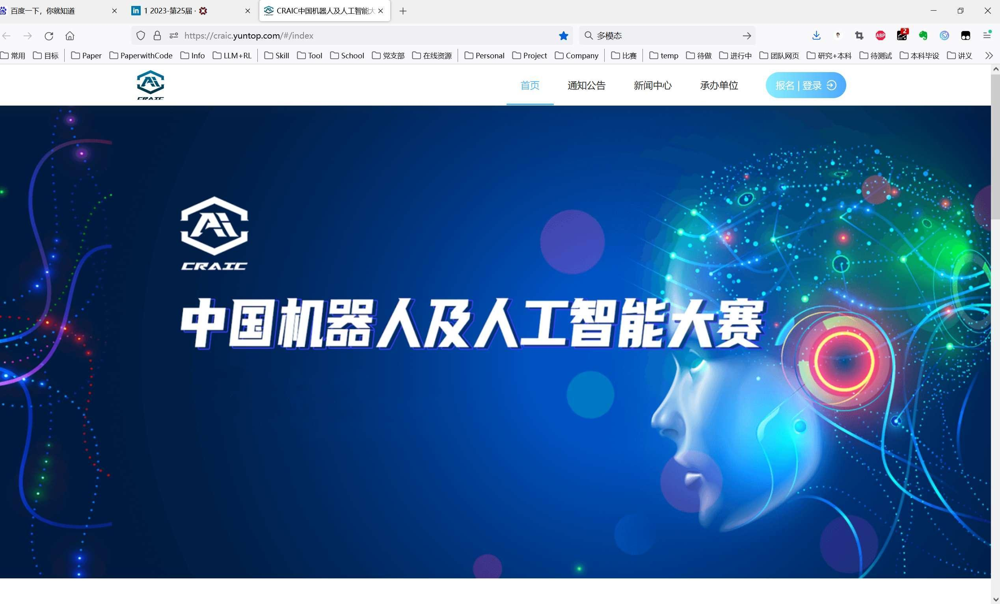 百度一下，你就知道
1 2023-第25届 ·
CRAIC中国机器人及人工智能大
https://craic.yuntop.com/#/index
多模态
ABP
2
en
常用 目标 Paper PaperwithCode Info LLM+RL Skill Tool School 党支部 在线资源 Personal Project Company 比赛 temp 待做 进行中 团队网页 研究+本科 待测试 本科毕设 讲义
Ai
CRAIC
首页 通知公告 新闻中心 承办单位 报名 | 登录
Ai
CRAIC
中国机器人及人工智能大赛